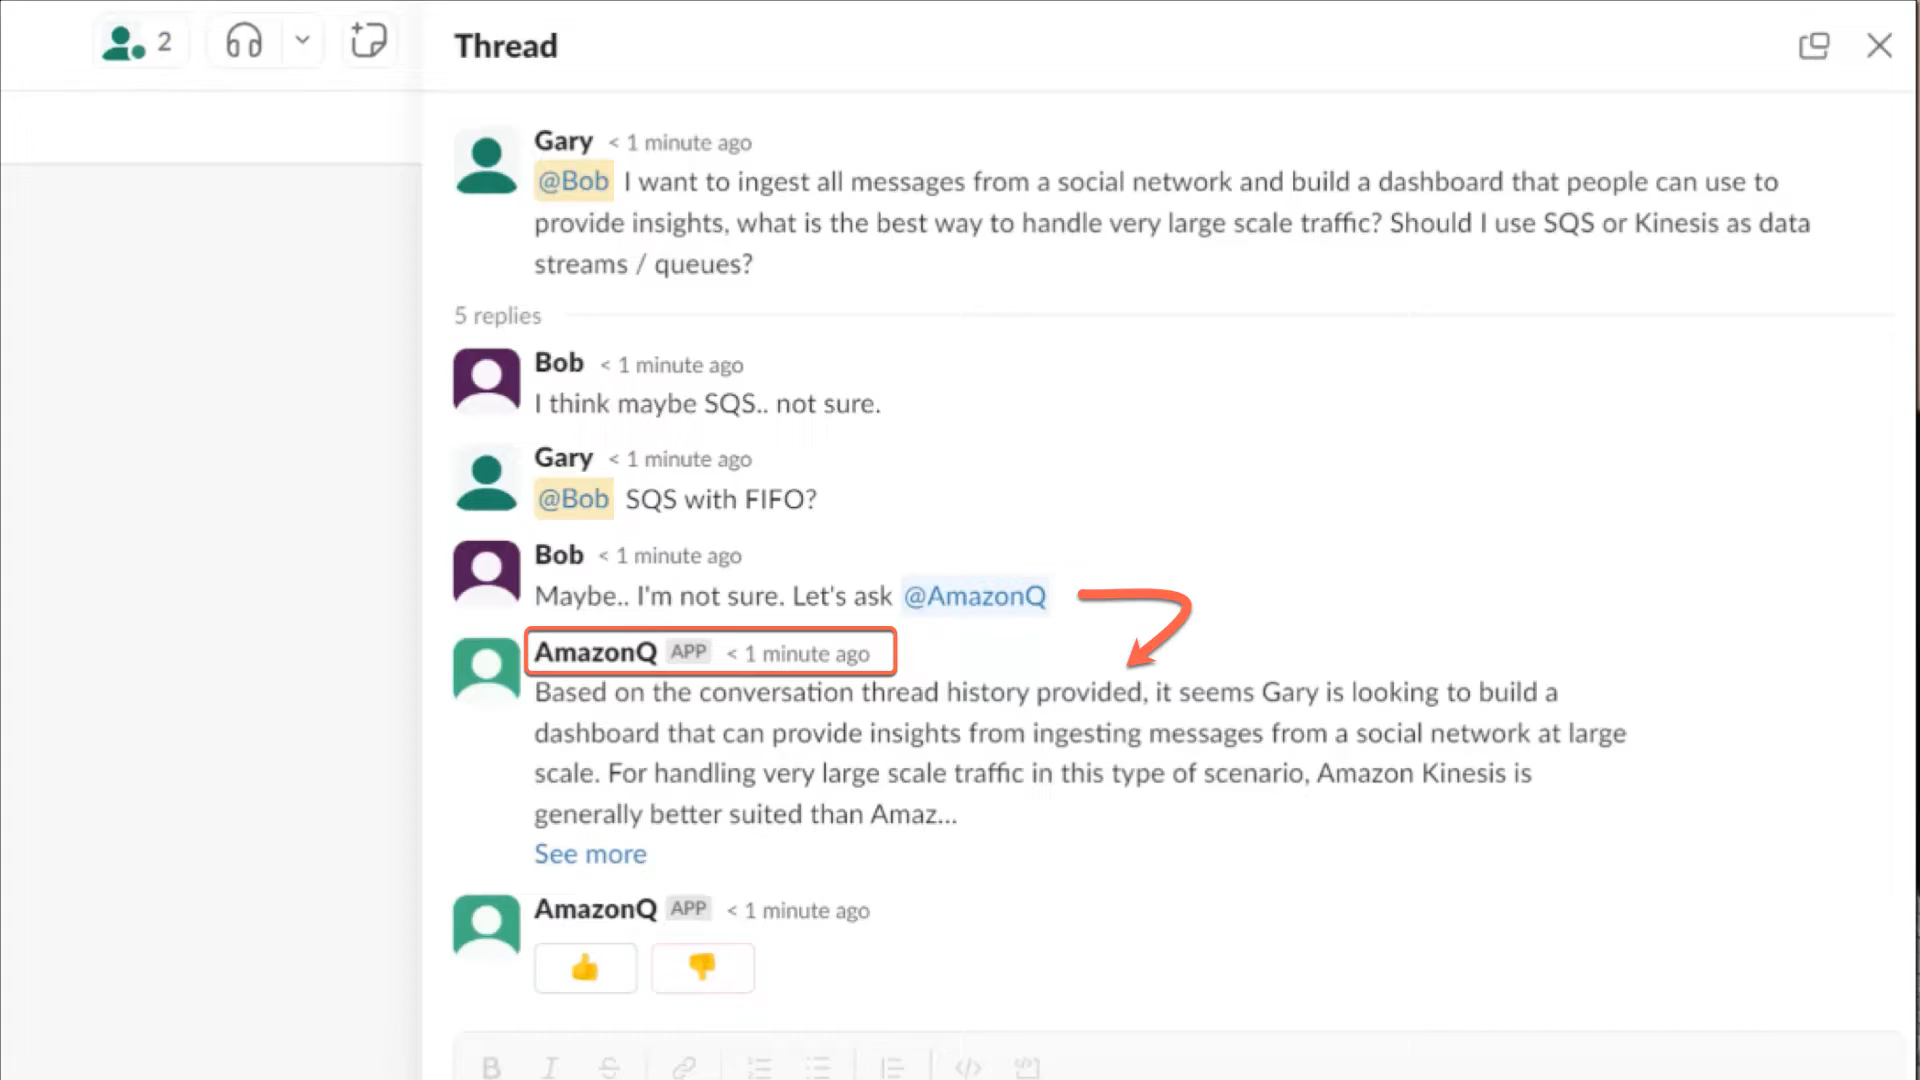 2
Thread
Gary < 1 minute ago
@Bob I want to ingest all messages from a social network and build a dashboard that people can use to
provide insights, what is the best way to handle very large scale traffic? Should I use SQS or Kinesis as data
streams / queues?
5 replies
Bob < 1 minute ago
I think maybe SQS.. not sure.
Gary < 1 minute ago
@Bob SQS with FIFO?
Bob < 1 minute ago
Maybe.. I'm not sure. Let's ask @AmazonQ
AmazonQ APP < 1 minute ago
Based on the conversation thread history provided, it seems Gary is looking to build a
dashboard that can provide insights from ingesting messages from a social network at large
scale. For handling very large scale traffic in this type of scenario, Amazon Kinesis is
generally better suited than Amaz...
See more
AmazonQ APP < 1 minute ago
B I S